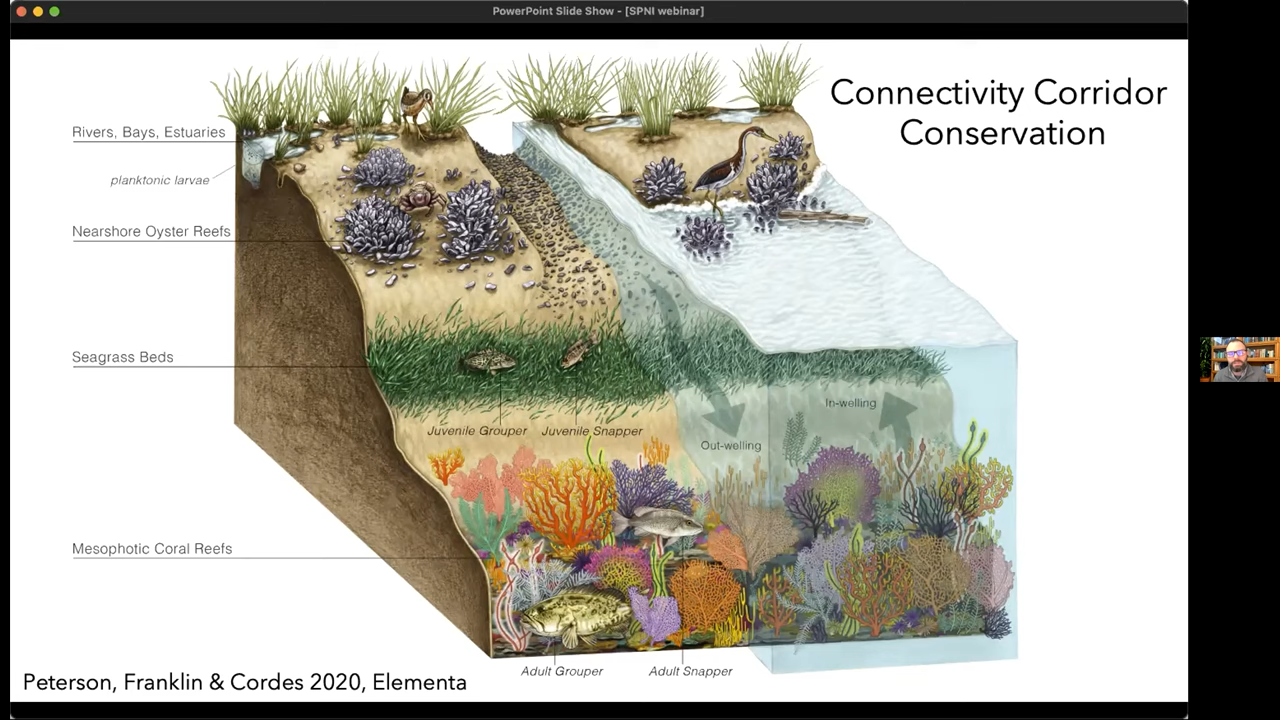 PowerPoint Slide Show - [SPNI webinar]
Connectivity Corridor
Conservation
Rivers, Bays, Estuaries
planktonic larvae
Nearshore Oyster Reefs
Seagrass Beds
In-welling
Juvenile Grouper
Juvenile Snapper
Out-welling
Mesophotic Coral Reefs
Adult Grouper
Adult Snapper
Peterson, Franklin & Cordes 2020, Elementa